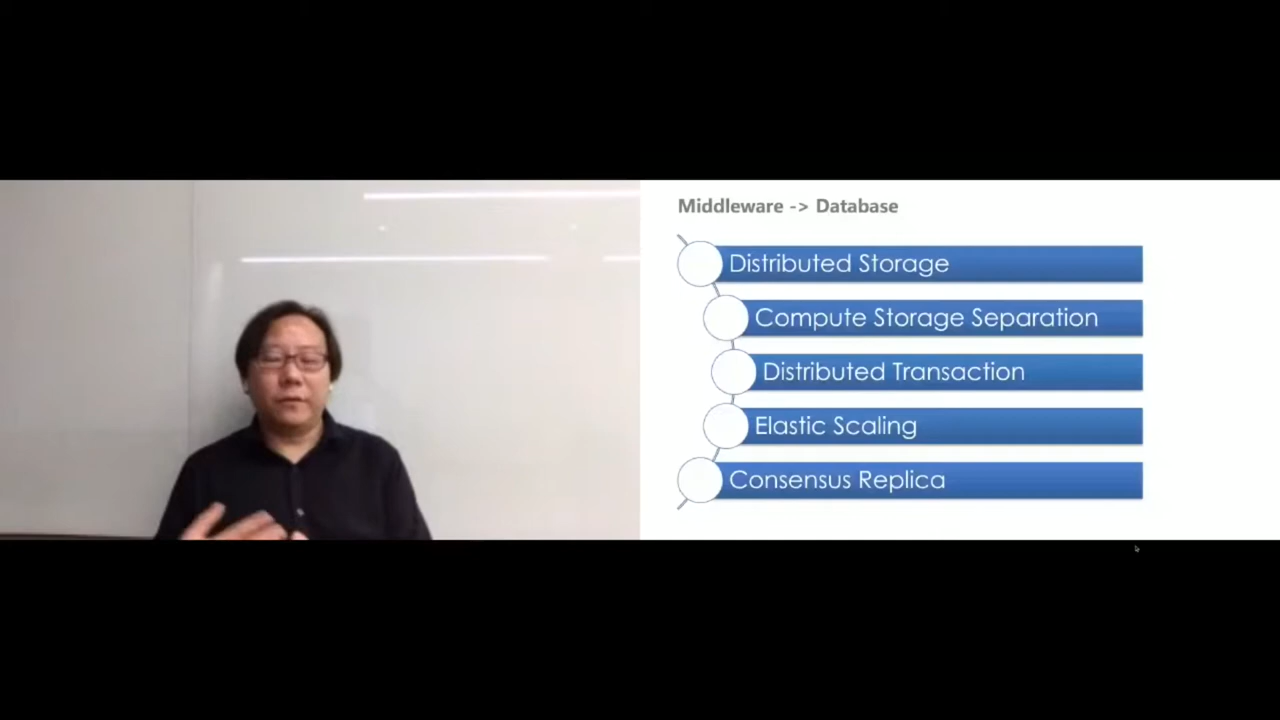 Middleware -> Database
Distributed Storage
Compute Storage Separation
Distributed Transaction
Elastic Scaling
Consensus Replica